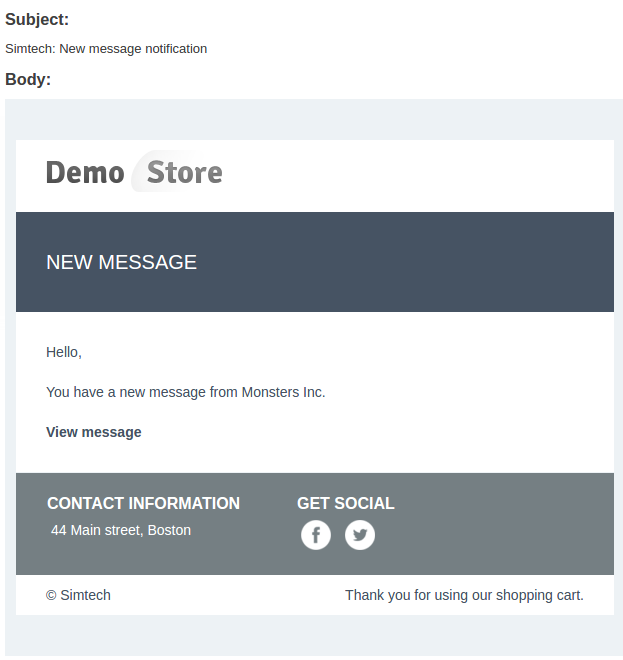 Subject:
Simtech: New message notification
Body:
Demo Store
NEW MESSAGE
Hello,
You have a new message from Monsters Inc.
View message
CONTACT INFORMATION
44 Main street, Boston
GET SOCIAL
© Simtech
Thank you for using our shopping cart.